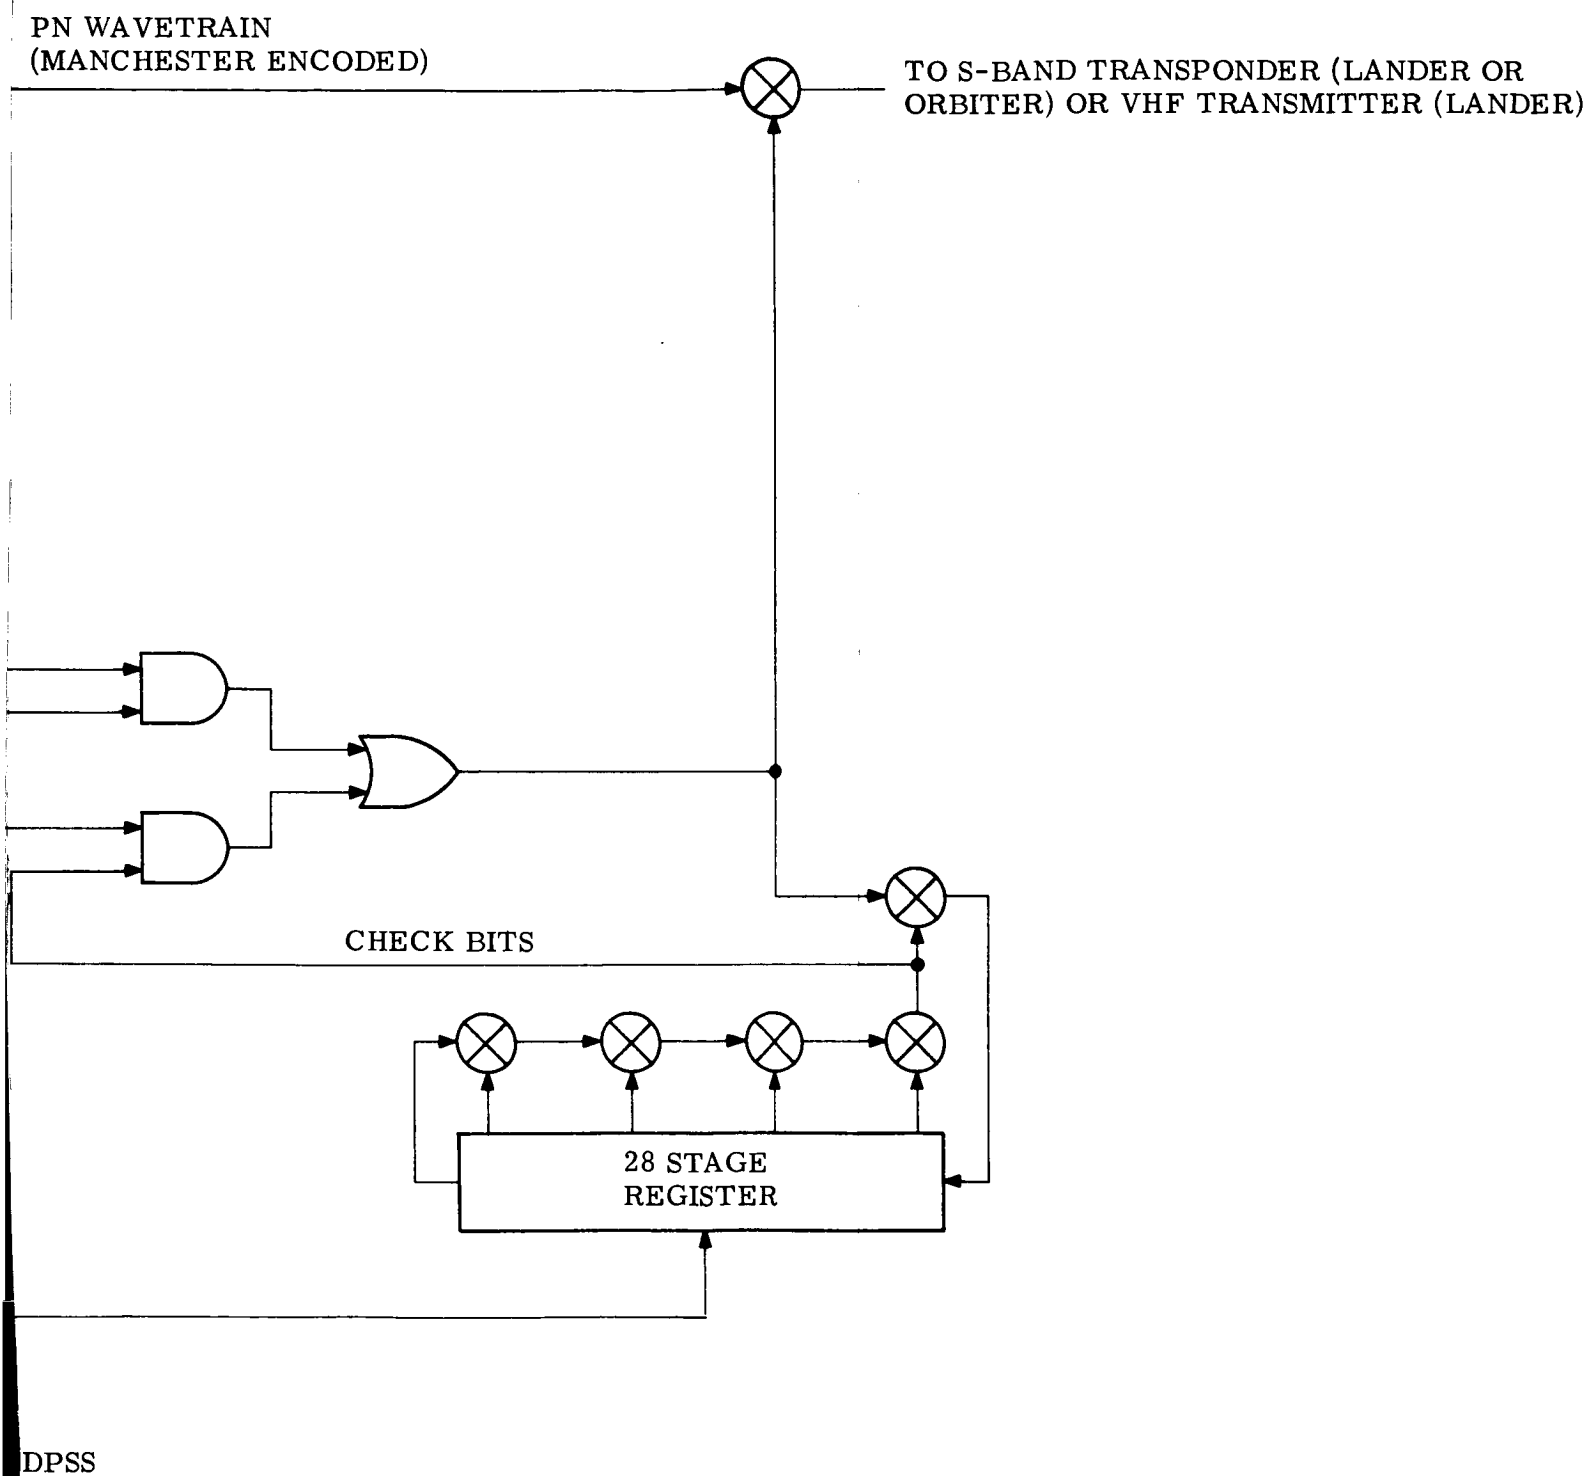 PN WAVETRAIN
(MANCHESTER ENCODED)
TO S-BAND TRANSPONDER (LANDER OR
ORBITER) OR VHF TRANSMITTER (LANDER)
CHECK BITS
28 STAGE
REGISTER
DPSS